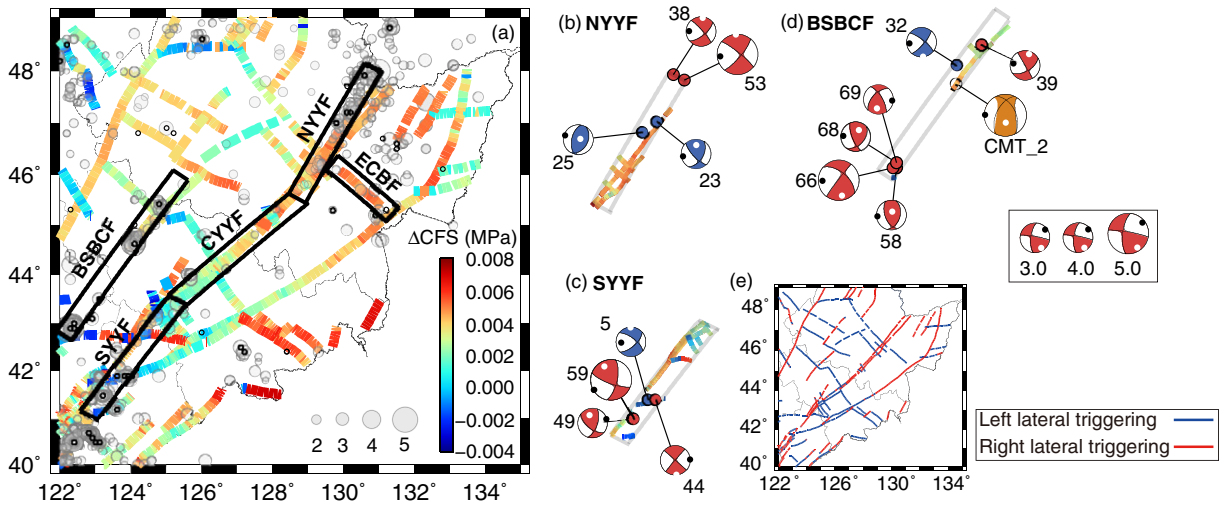 (a)
48°
46°
44°
42°
40°
122° 124° 126° 128° 130° 132° 134°
NYYF
ECBF
CYYF
BSBCF
SYYF
ΔCFS (MPa)
0.008
0.006
0.004
0.002
0.000
−0.002
−0.004
2 3 4 5
(b) NYYF
38
53
25
23
(c) SYYF
5
59
49
44
(d) BSBCF
32
39
69
68
CMT_2
66
58
3.0 4.0 5.0
(e)
48°
46°
44°
42°
40°
122° 126° 130° 134°
Left lateral triggering
Right lateral triggering